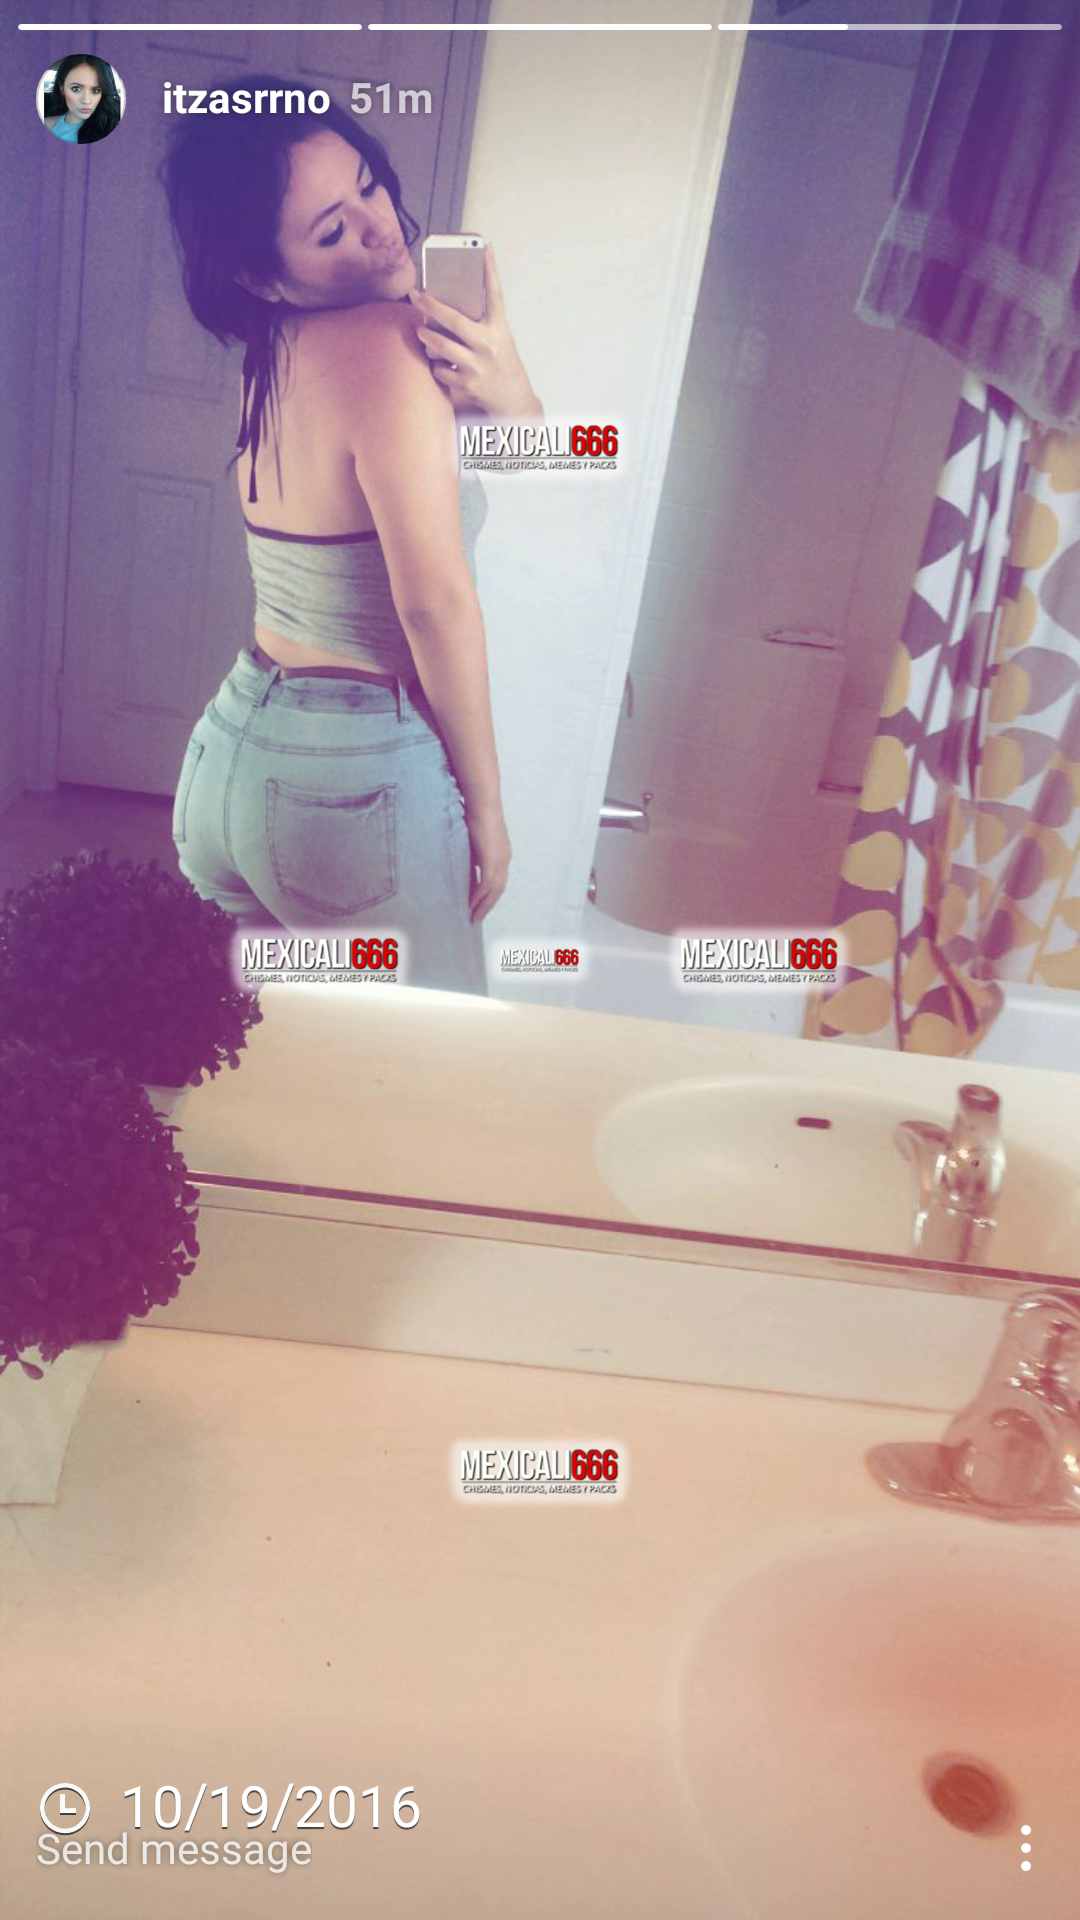 itzasrrno 51m
MEXICALI666
CHISMES, NOTICIAS, MEMES Y PACKS
MEXICALI666
CHISMES, NOTICIAS, MEMES Y PACKS
MEXICALI666
CHISMES, NOTICIAS, MEMES Y PACKS
MEXICALI666
CHISMES, NOTICIAS, MEMES Y PACKS
MEXICALI666
CHISMES, NOTICIAS, MEMES Y PACKS
10/19/2016
Send message